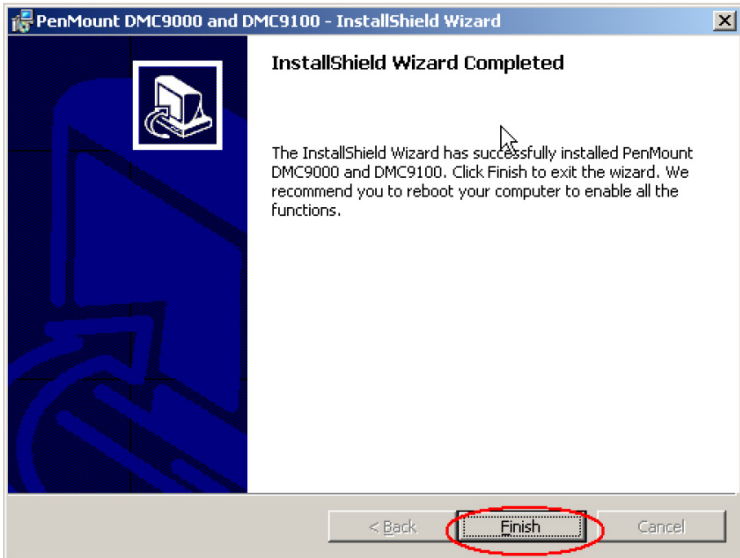 PenMount DMC9000 and DMC9100 - InstallShield Wizard
InstallShield Wizard Completed
The InstallShield Wizard has successfully installed PenMount
DMC9000 and DMC9100. Click Finish to exit the wizard. We
recommend you to reboot your computer to enable all the
functions.
< Back
Finish
Cancel